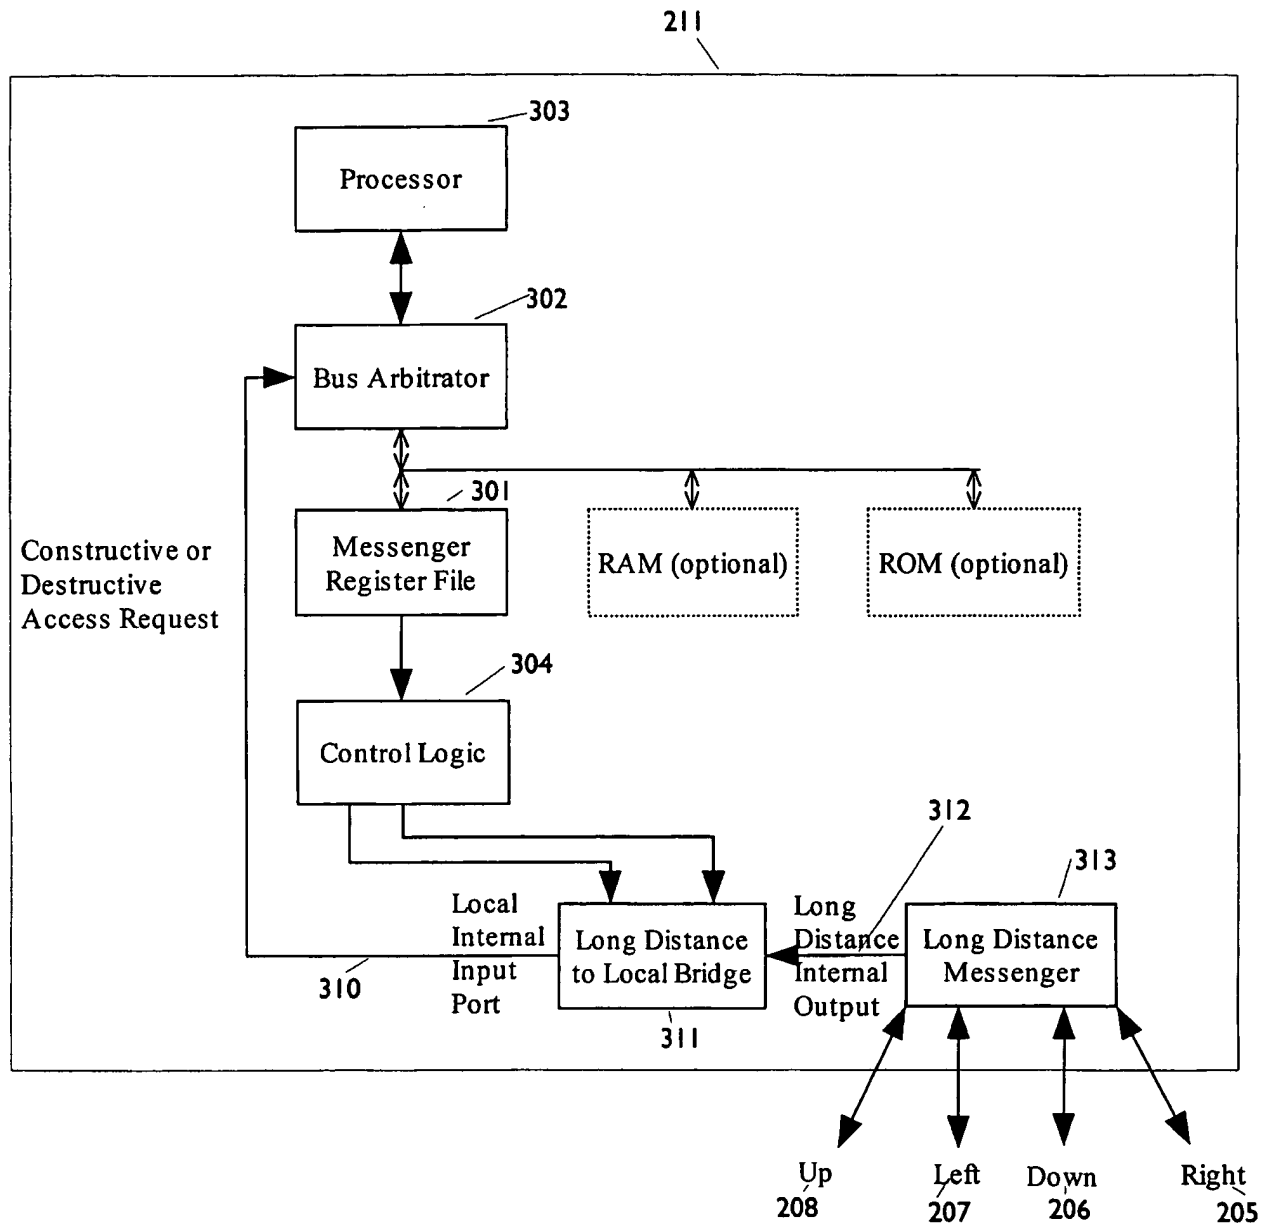 211
303
Processor
302
Bus Arbitrator
301
Messenger
Register File
RAM (optional)
ROM (optional)
Constructive or
Destructive
Access Request
304
Control Logic
312
313
Local
Internal
Input
Port
310
Long Distance
to Local Bridge
311
Long
Distance
Internal
Output
Long Distance
Messenger
Up
208
Left
207
Down
206
Right
205